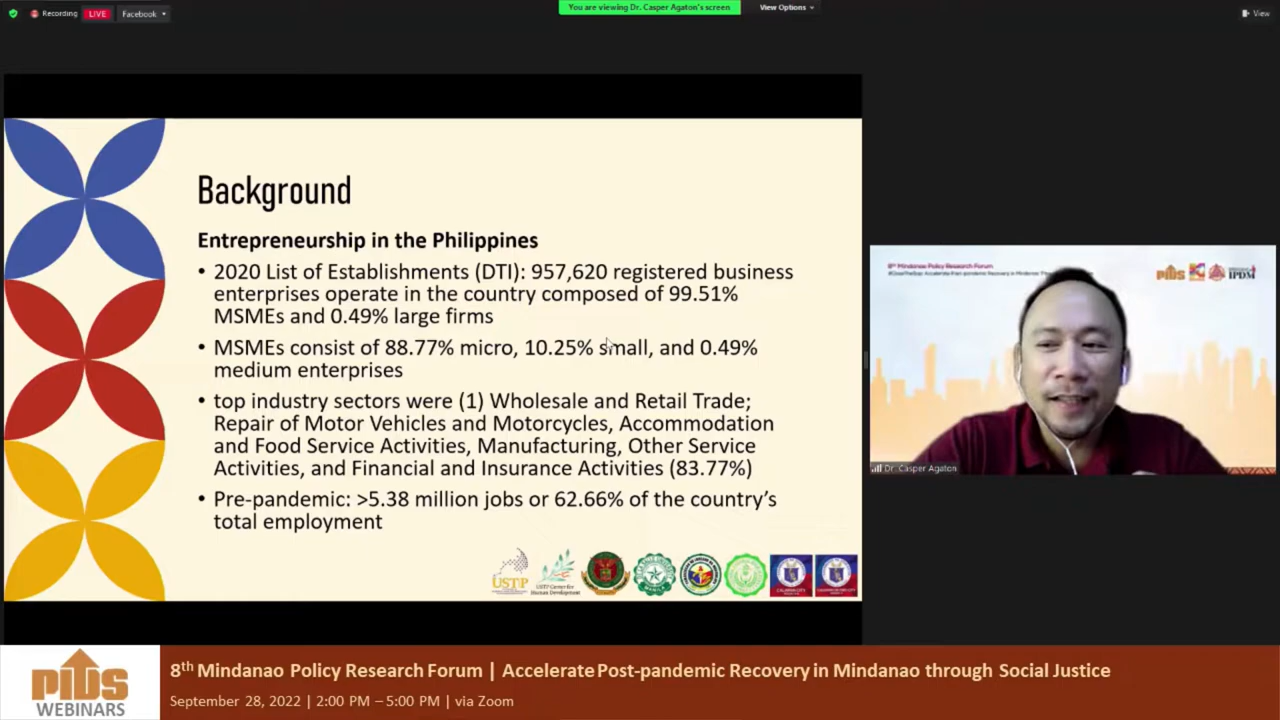 Recording
LIVE
Facebook
You are viewing Dr. Casper Agaton's screen
View Options
View
Background
Entrepreneurship in the Philippines
• 2020 List of Establishments (DTI): 957,620 registered business
enterprises operate in the country composed of 99.51%
MSMEs and 0.49% large firms
• MSMEs consist of 88.77% micro, 10.25% small, and 0.49%
medium enterprises
• top industry sectors were (1) Wholesale and Retail Trade;
Repair of Motor Vehicles and Motorcycles, Accommodation
and Food Service Activities, Manufacturing, Other Service
Activities, and Financial and Insurance Activities (83.77%)
• Pre-pandemic: >5.38 million jobs or 62.66% of the country's
total employment
USTP
USTP Center for
Human Development
8th Mindanao Policy Research Forum
PIDS
IPDM
Dr. Casper Agaton
PIDS
WEBINARS
8th Mindanao Policy Research Forum | Accelerate Post-pandemic Recovery in Mindanao through Social Justice
September 28, 2022 | 2:00 PM – 5:00 PM | via Zoom